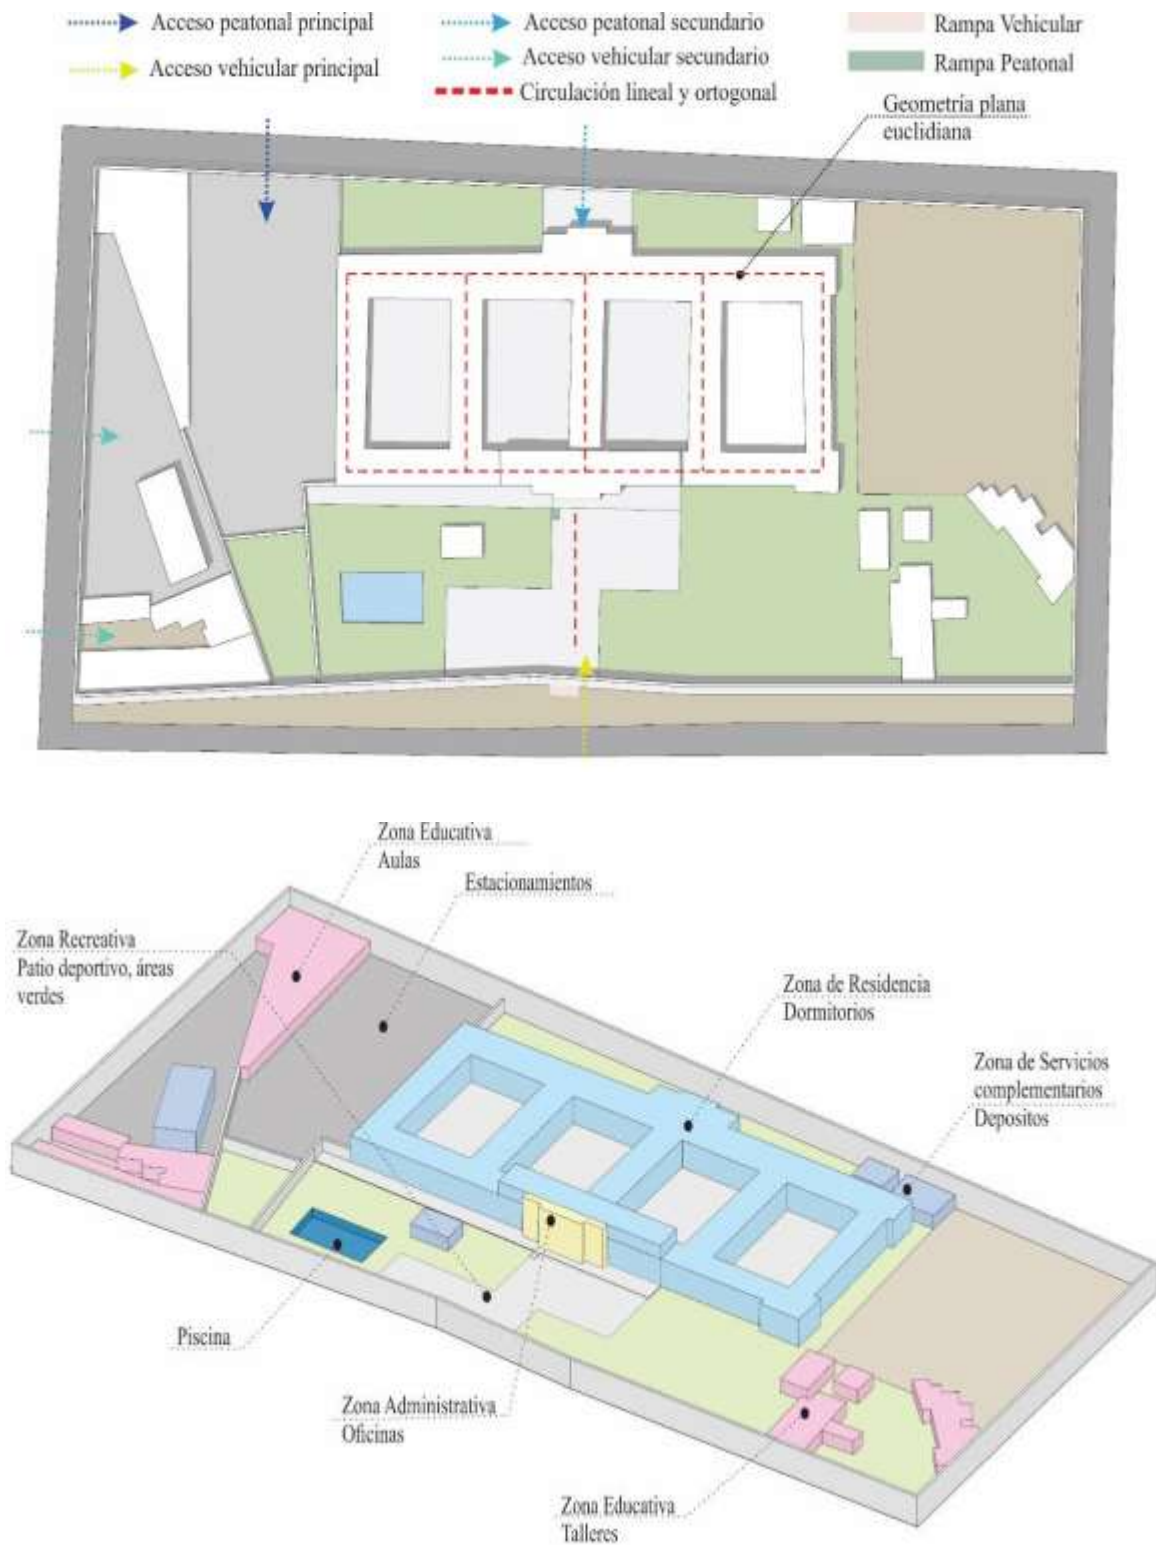 Acceso peatonal principal
Acceso peatonal secundario
Rampa Vehicular
Acceso vehicular principal
Acceso vehicular secundario
Rampa Peatonal
Circulación lineal y ortogonal
Geometría plana
euclidiana
Zona Educativa
Aulas
Estacionamientos
Zona Recreativa
Patio deportivo, áreas
verdes
Zona de Residencia
Dormitorios
Zona de Servicios
complementarios
Depositos
Piscina
Zona Administrativa
Oficinas
Zona Educativa
Talleres